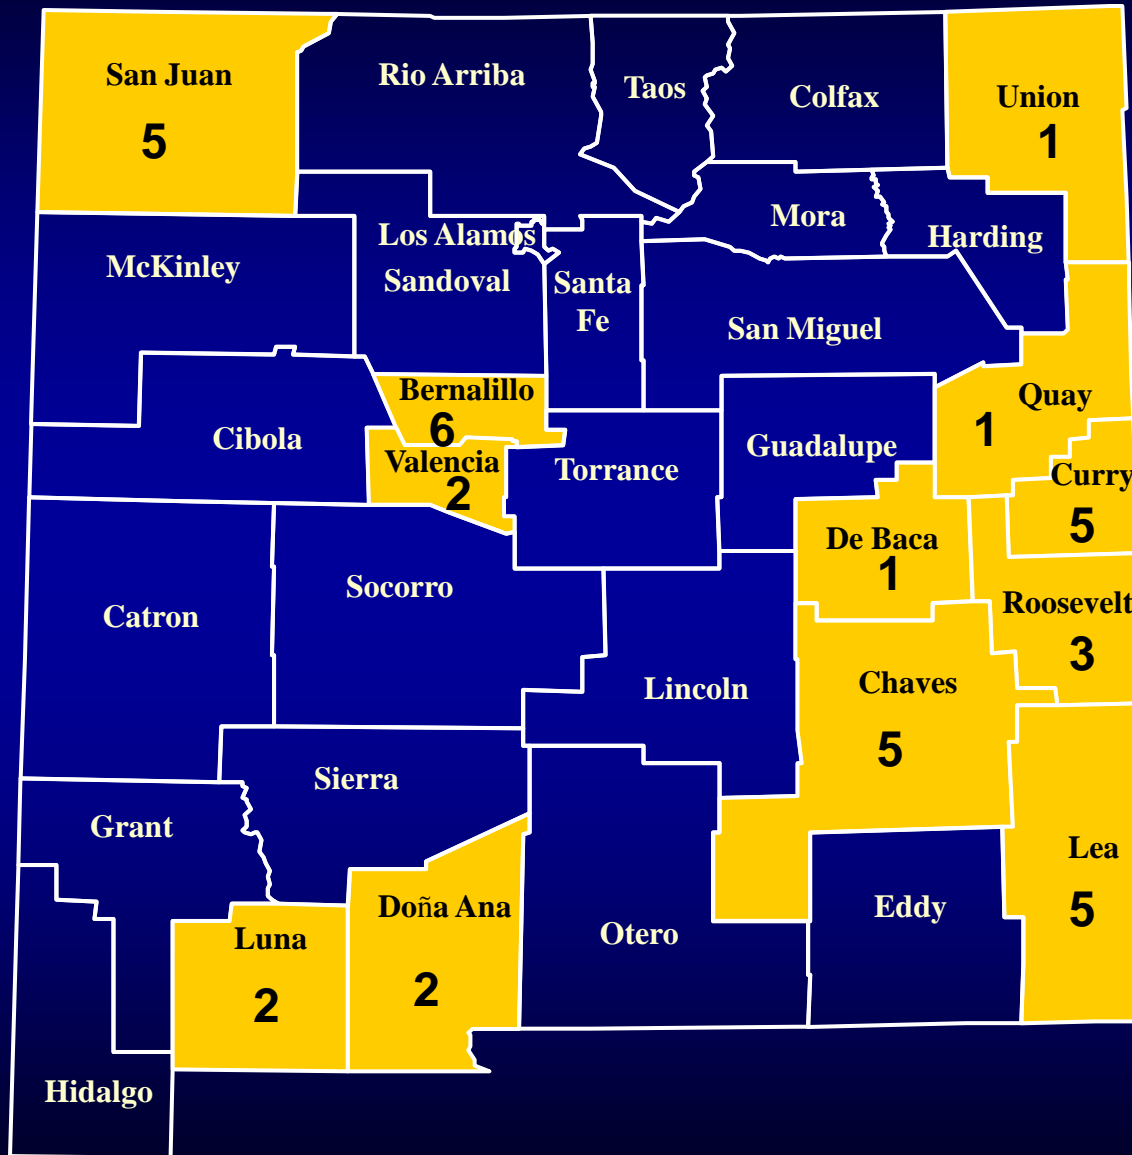 San Juan
5
Rio Arriba
Taos
Colfax
Union
1
Mora
Harding
McKinley
Los Alamos
Sandoval
Santa
Fe
San Miguel
Bernalillo
6
Quay
1
Cibola
Valencia
2
Torrance
Guadalupe
Curry
5
De Baca
1
Socorro
Catron
Roosevelt
3
Lincoln
Chaves
5
Sierra
Grant
Lea
5
Doña Ana
2
Luna
2
Otero
Eddy
Hidalgo